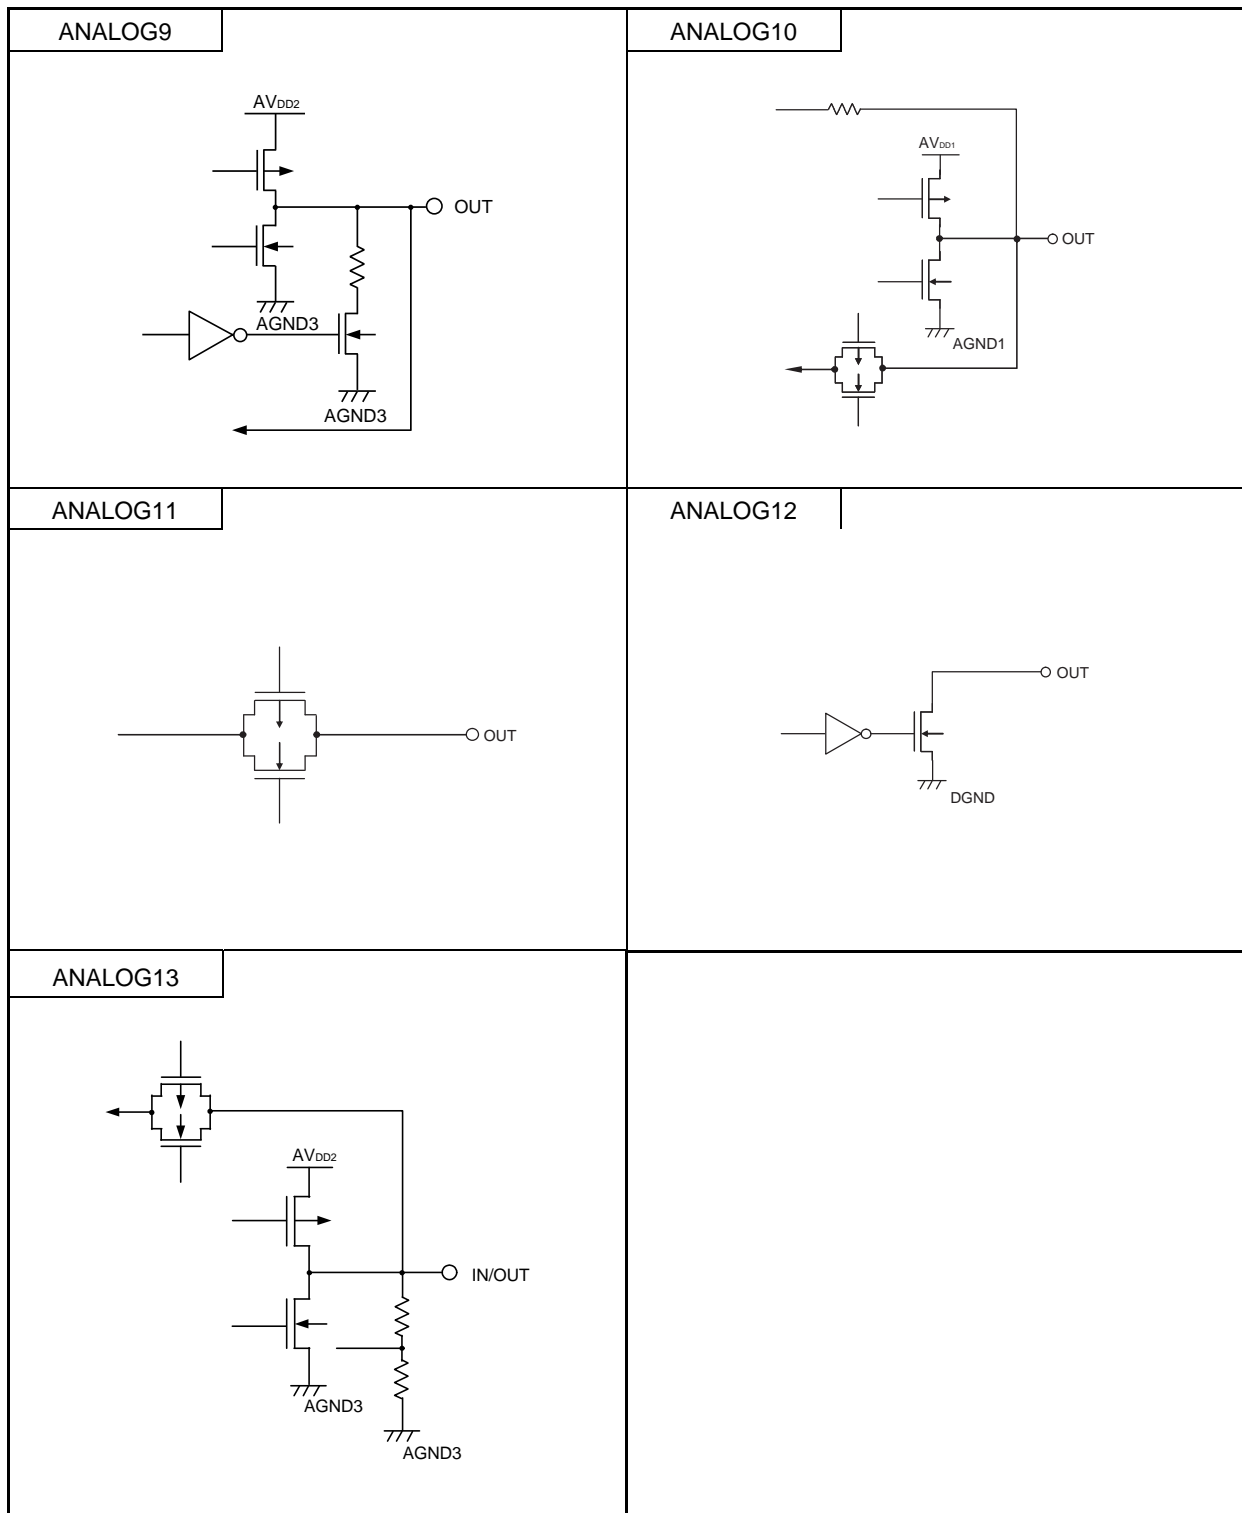 ANALOG9
AVDD2
OUT
AGND3
AGND3
ANALOG10
AVDD1
OUT
AGND1
ANALOG11
OUT
ANALOG12
OUT
DGND
ANALOG13
AVDD2
IN/OUT
AGND3
AGND3